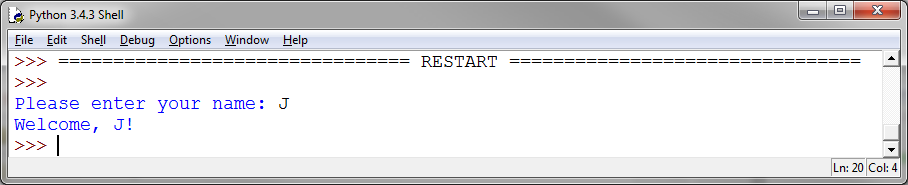 Python 3.4.3 Shell
File Edit Shell Debug Options Window Help
>>> ================================ RESTART ================================
>>>
Please enter your name: J
Welcome, J!
>>>
Ln: 20 Col: 4